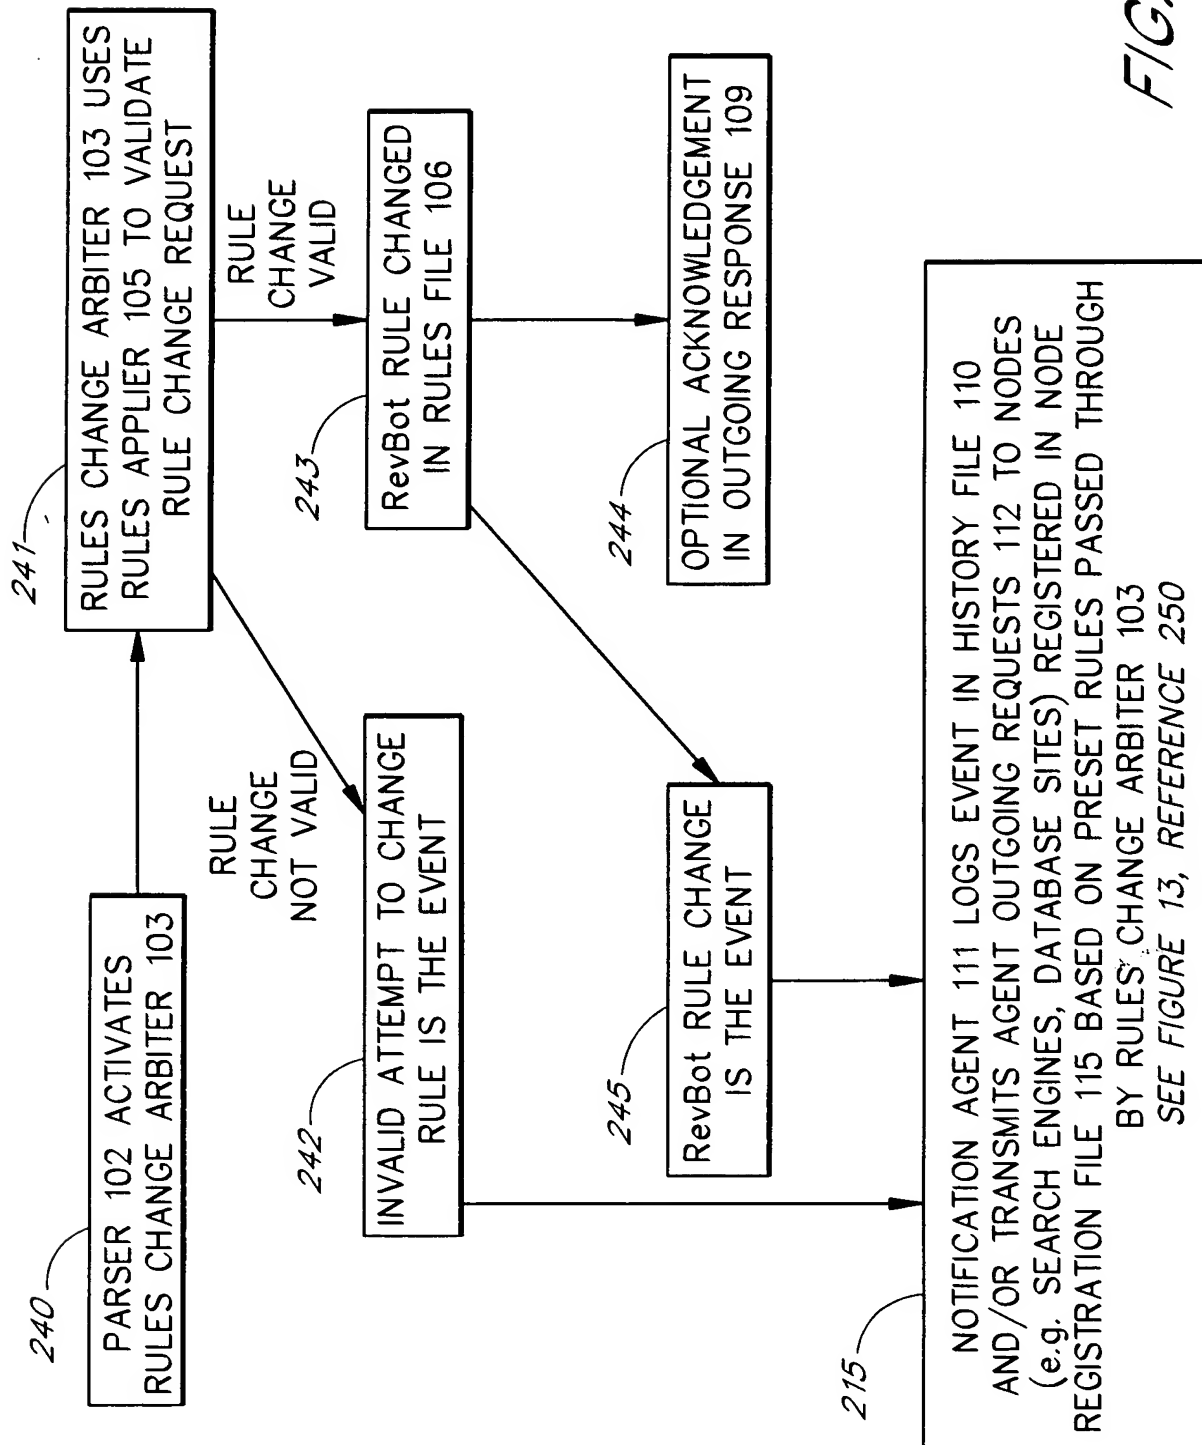 240
PARSER 102 ACTIVATES
RULES CHANGE ARBITER 103
241
RULES CHANGE ARBITER 103 USES
RULES APPLIER 105 TO VALIDATE
RULE CHANGE REQUEST
RULE
CHANGE
NOT VALID
RULE
CHANGE
VALID
242
INVALID ATTEMPT TO CHANGE
RULE IS THE EVENT
243
RevBot RULE CHANGED
IN RULES FILE 106
245
RevBot RULE CHANGE
IS THE EVENT
244
OPTIONAL ACKNOWLEDGEMENT
IN OUTGOING RESPONSE 109
215
NOTIFICATION AGENT 111 LOGS EVENT IN HISTORY FILE 110
AND/OR TRANSMITS AGENT OUTGOING REQUESTS 112 TO NODES
(e.g. SEARCH ENGINES, DATABASE SITES) REGISTERED IN NODE
REGISTRATION FILE 115 BASED ON PRESET RULES PASSED THROUGH
BY RULES CHANGE ARBITER 103
SEE FIGURE 13, REFERENCE 250
FIG.